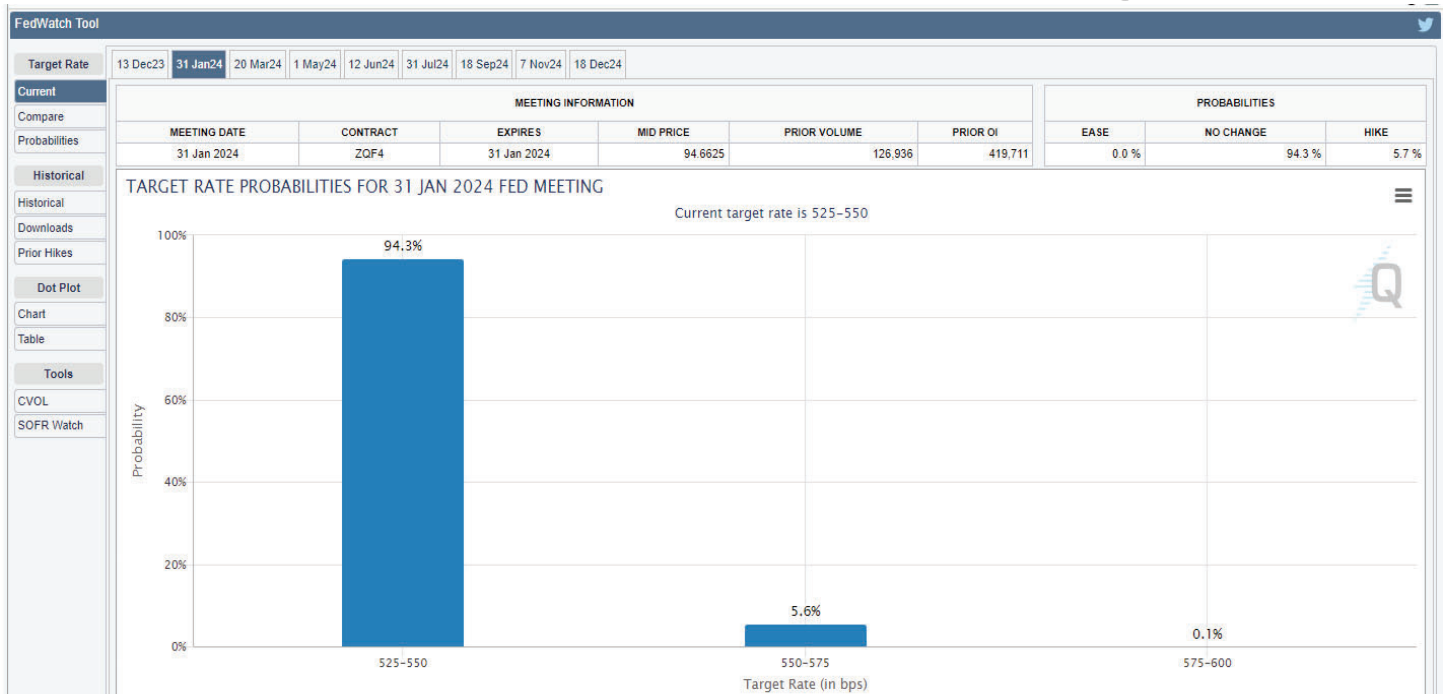 FedWatch Tool
Target Rate
Current
Compare
Probabilities
Historical
Historical
Downloads
Prior Hikes
Dot Plot
Chart
Table
Tools
CVOL
SOFR Watch
13 Dec23 31 Jan24 20 Mar24 1 May24 12 Jun24 31 Jul24 18 Sep24 7 Nov24 18 Dec24
MEETING INFORMATION
MEETING DATE CONTRACT EXPIRES MID PRICE PRIOR VOLUME PRIOR OI
31 Jan 2024 ZQF4 31 Jan 2024 94.6625 126,936 419,711
PROBABILITIES
EASE NO CHANGE HIKE
0.0 % 94.3 % 5.7 %
TARGET RATE PROBABILITIES FOR 31 JAN 2024 FED MEETING
Current target rate is 525–550
Probability
100%
80%
60%
40%
20%
0%
94.3%
5.6%
0.1%
Q
525–550 550–575 575–600
Target Rate (in bps)